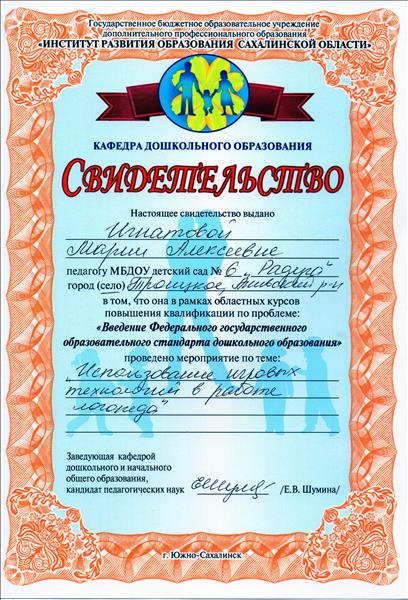 Государственное бюджетное образовательное учреждение
дополнительного профессионального образования
«ИНСТИТУТ РАЗВИТИЯ ОБРАЗОВАНИЯ САХАЛИНСКОЙ ОБЛАСТИ»
КАФЕДРА ДОШКОЛЬНОГО ОБРАЗОВАНИЯ
СВИДЕТЕЛЬСТВО
Настоящее свидетельство выдано
Игнатовой
Марии Алексеевне
педагогу МБДОУ детский сад № 6 „Радуга"
город (село) Троицкое, Анивский р-н
в том, что она в рамках областных курсов
повышения квалификации по проблеме:
«Введение Федерального государственного
образовательного стандарта дошкольного образования»
проведено мероприятие по теме:
„Использование игровых
технологий в работе
логопеда"
Заведующая кафедрой
дошкольного и начального
общего образования,
кандидат педагогических наук /Е.В. Шумина/
г. Южно-Сахалинск